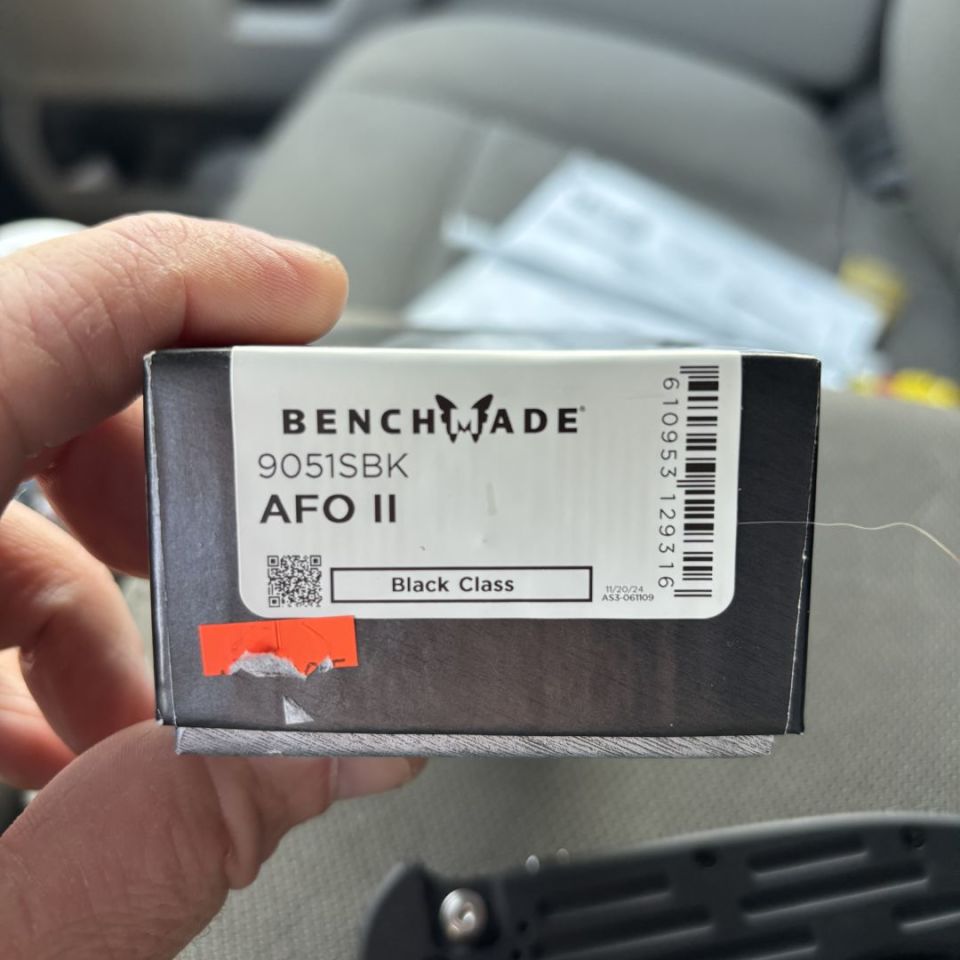 BENCHMADE®
9051SBK
AFO II
Black Class
11/20/24
AS3-061109
610953 129316